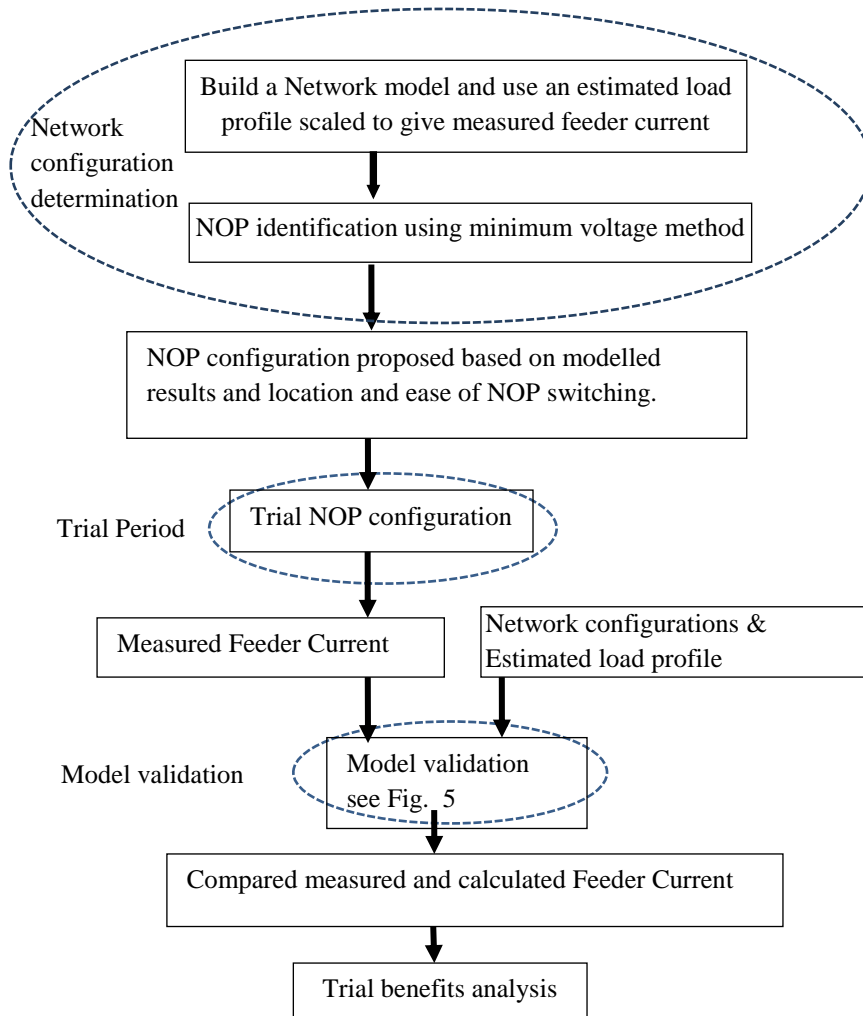 Build a Network model and use an estimated load
profile scaled to give measured feeder current
Network
configuration
determination
NOP identification using minimum voltage method
NOP configuration proposed based on modelled
results and location and ease of NOP switching.
Trial Period
Trial NOP configuration
Measured Feeder Current
Network configurations &
Estimated load profile
Model validation
Model validation
see Fig. 5
Compared measured and calculated Feeder Current
Trial benefits analysis